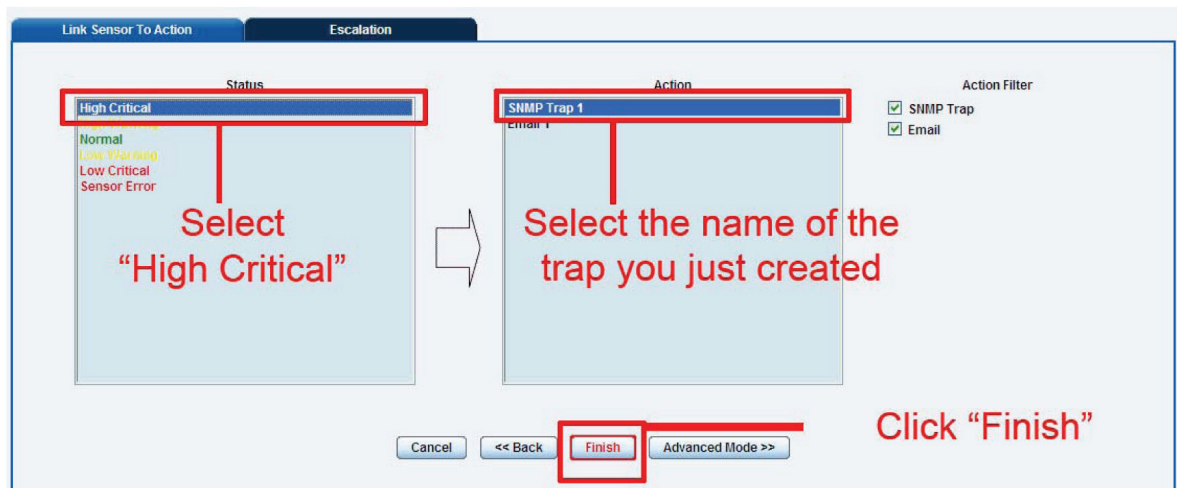 Link Sensor To Action
Escalation
Status
High Critical
Normal
Low Warning
Low Critical
Sensor Error
Select
“High Critical”
Action
SNMP Trap 1
Email 1
Select the name of the
trap you just created
Action Filter
SNMP Trap
Email
Cancel
<< Back
Finish
Advanced Mode >>
Click “Finish”